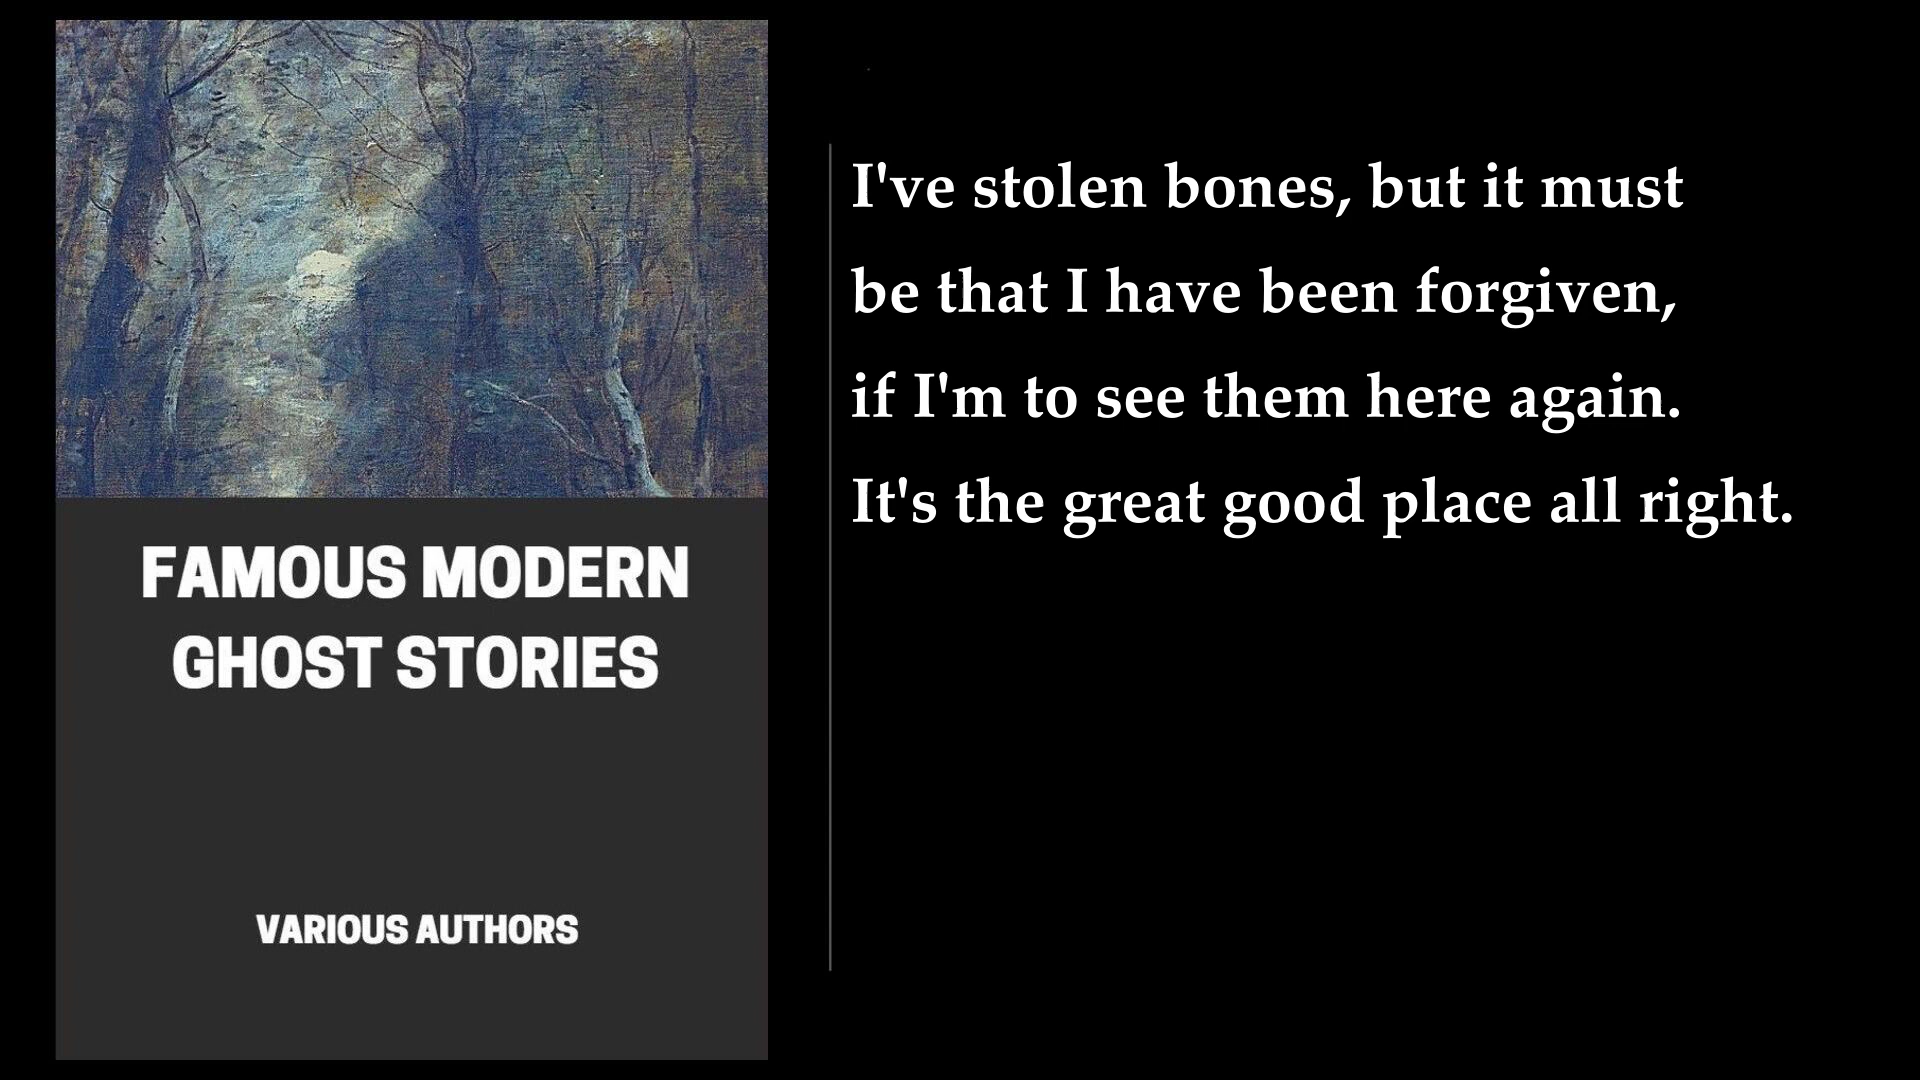 FAMOUS MODERN
GHOST STORIES
VARIOUS AUTHORS
I've stolen bones, but it must
be that I have been forgiven,
if I'm to see them here again.
It's the great good place all right.